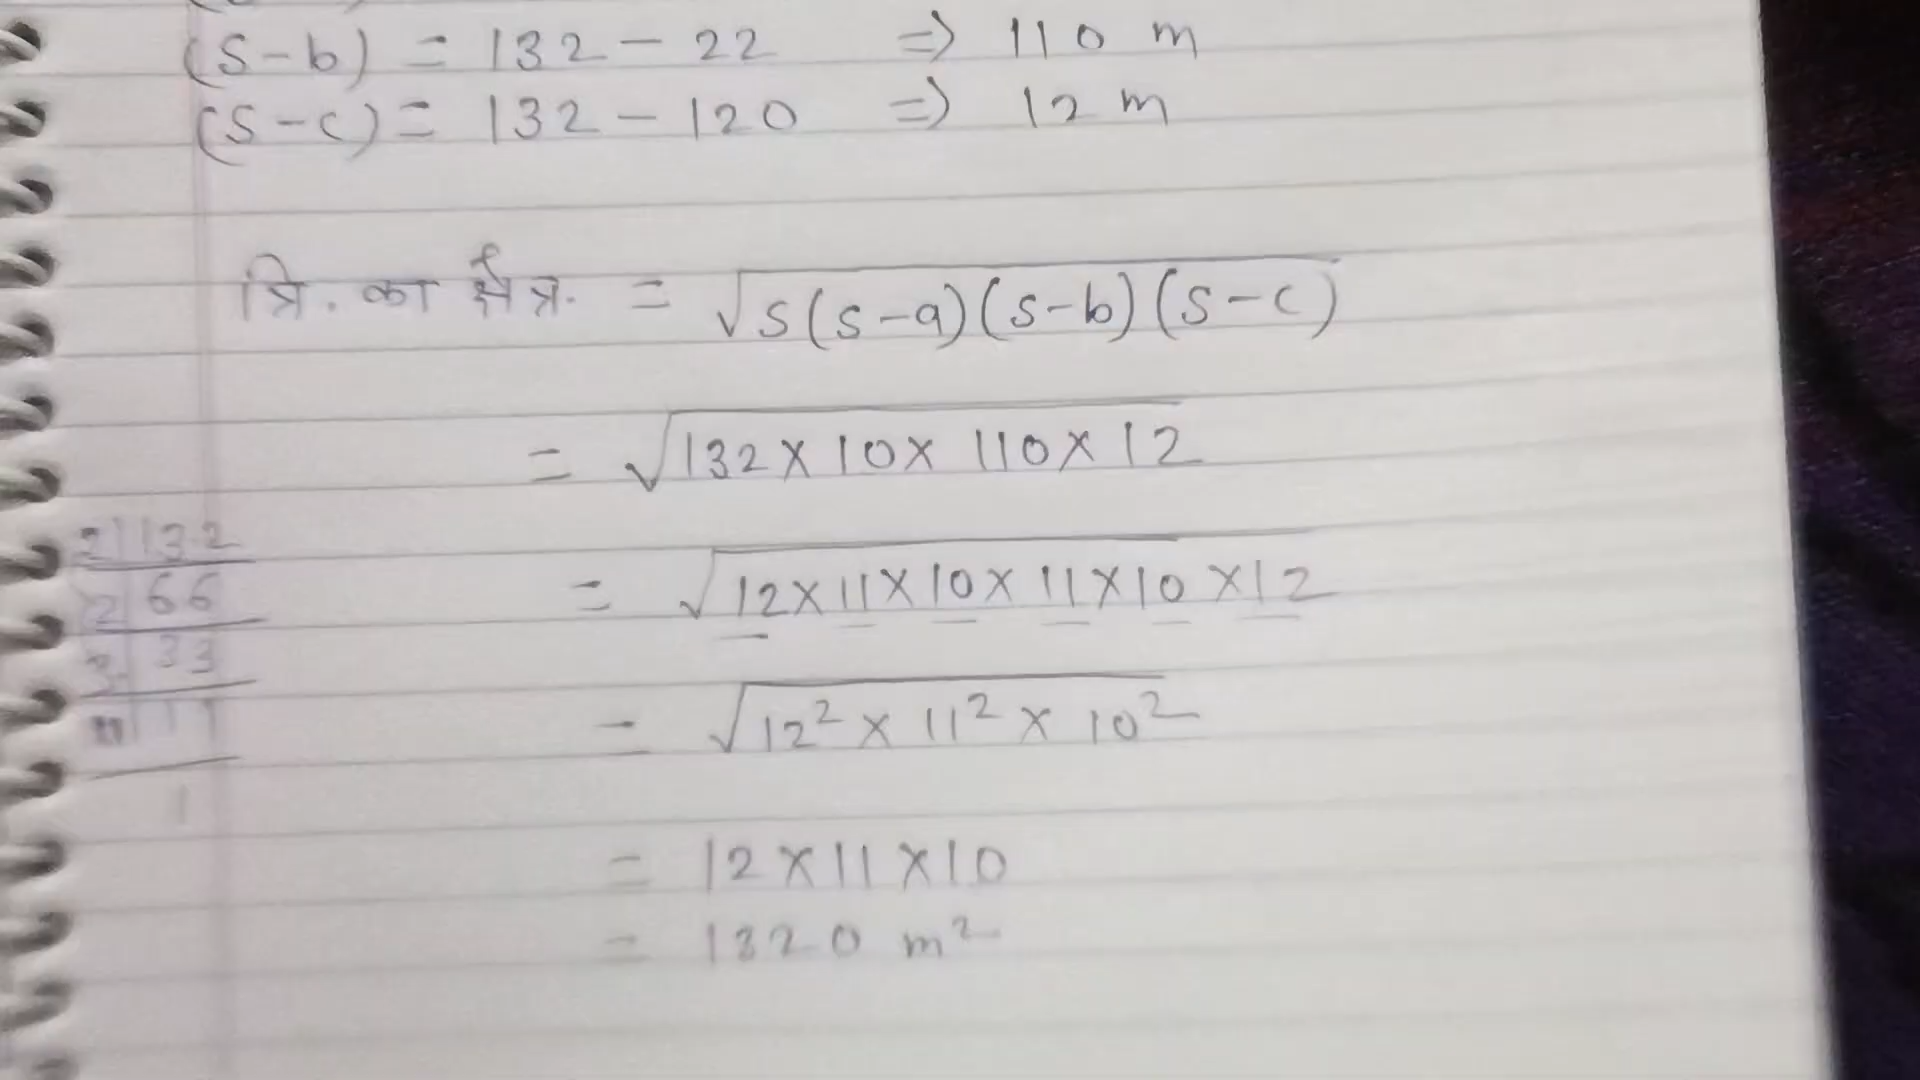 (S-b) = 132 - 22 => 110 m
(S-c) = 132 - 120 => 12 m
त्रि. का क्षेत्र. = √S(S-a)(S-b)(S-c)
= √132 × 10 × 110 × 12
= √12 × 11 × 10 × 11 × 10 × 12
= √12² × 11² × 10²
= 12 × 11 × 10
= 1320 m²
2 | 132
2 | 66
3 | 33
11 | 11
1